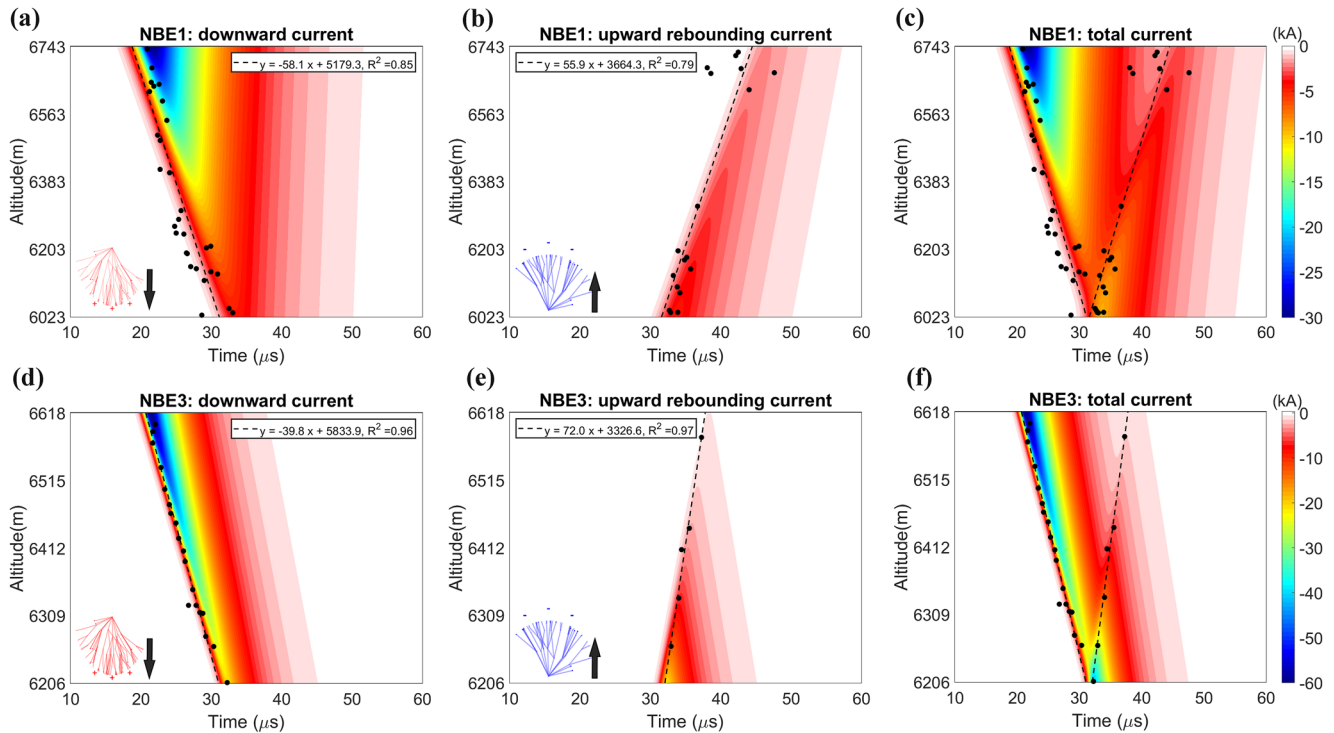 (a)
NBE1: downward current
y = -58.1 x + 5179.3, R² =0.85
Altitude(m)
6743
6563
6383
6203
6023
10 20 30 40 50 60
Time (μs)
(b)
NBE1: upward rebounding current
y = 55.9 x + 3664.3, R² =0.79
Altitude(m)
6743
6563
6383
6203
6023
10 20 30 40 50 60
Time (μs)
(c)
NBE1: total current
(kA)
Altitude(m)
6743
6563
6383
6203
6023
10 20 30 40 50 60
Time (μs)
0
-5
-10
-15
-20
-25
-30
(d)
NBE3: downward current
y = -39.8 x + 5833.9, R² =0.96
Altitude(m)
6618
6515
6412
6309
6206
10 20 30 40 50 60
Time (μs)
(e)
NBE3: upward rebounding current
y = 72.0 x + 3326.6, R² =0.97
Altitude(m)
6618
6515
6412
6309
6206
10 20 30 40 50 60
Time (μs)
(f)
NBE3: total current
(kA)
Altitude(m)
6618
6515
6412
6309
6206
10 20 30 40 50 60
Time (μs)
0
-10
-20
-30
-40
-50
-60